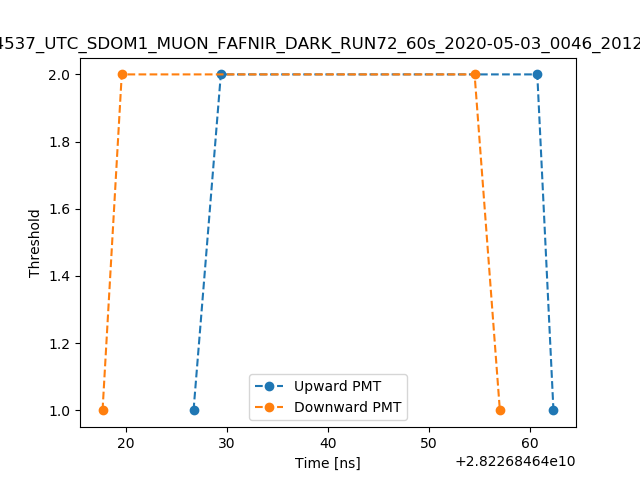 4537_UTC_SDOM1_MUON_FAFNIR_DARK_RUN72_60s_2020-05-03_0046_2012
2.0
1.8
1.6
1.4
1.2
1.0
Threshold
Upward PMT
Downward PMT
20 30 40 50 60
Time [ns]
+2.82268464e10